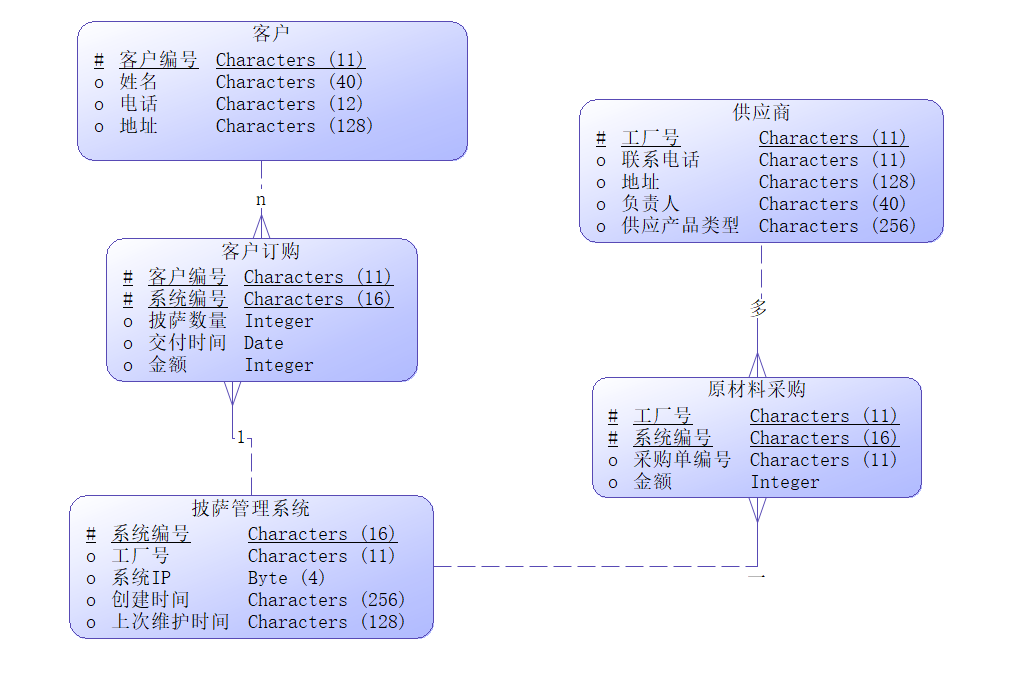 客户
# 客户编号 Characters (11)
o 姓名 Characters (40)
o 电话 Characters (12)
o 地址 Characters (128)
n
客户订购
# 客户编号 Characters (11)
# 系统编号 Characters (16)
o 披萨数量 Integer
o 交付时间 Date
o 金额 Integer
1
披萨管理系统
# 系统编号 Characters (16)
o 工厂号 Characters (11)
o 系统IP Byte (4)
o 创建时间 Characters (256)
o 上次维护时间 Characters (128)
供应商
# 工厂号 Characters (11)
o 联系电话 Characters (11)
o 地址 Characters (128)
o 负责人 Characters (40)
o 供应产品类型 Characters (256)
多
原材料采购
# 工厂号 Characters (11)
# 系统编号 Characters (16)
o 采购单编号 Characters (11)
o 金额 Integer
一